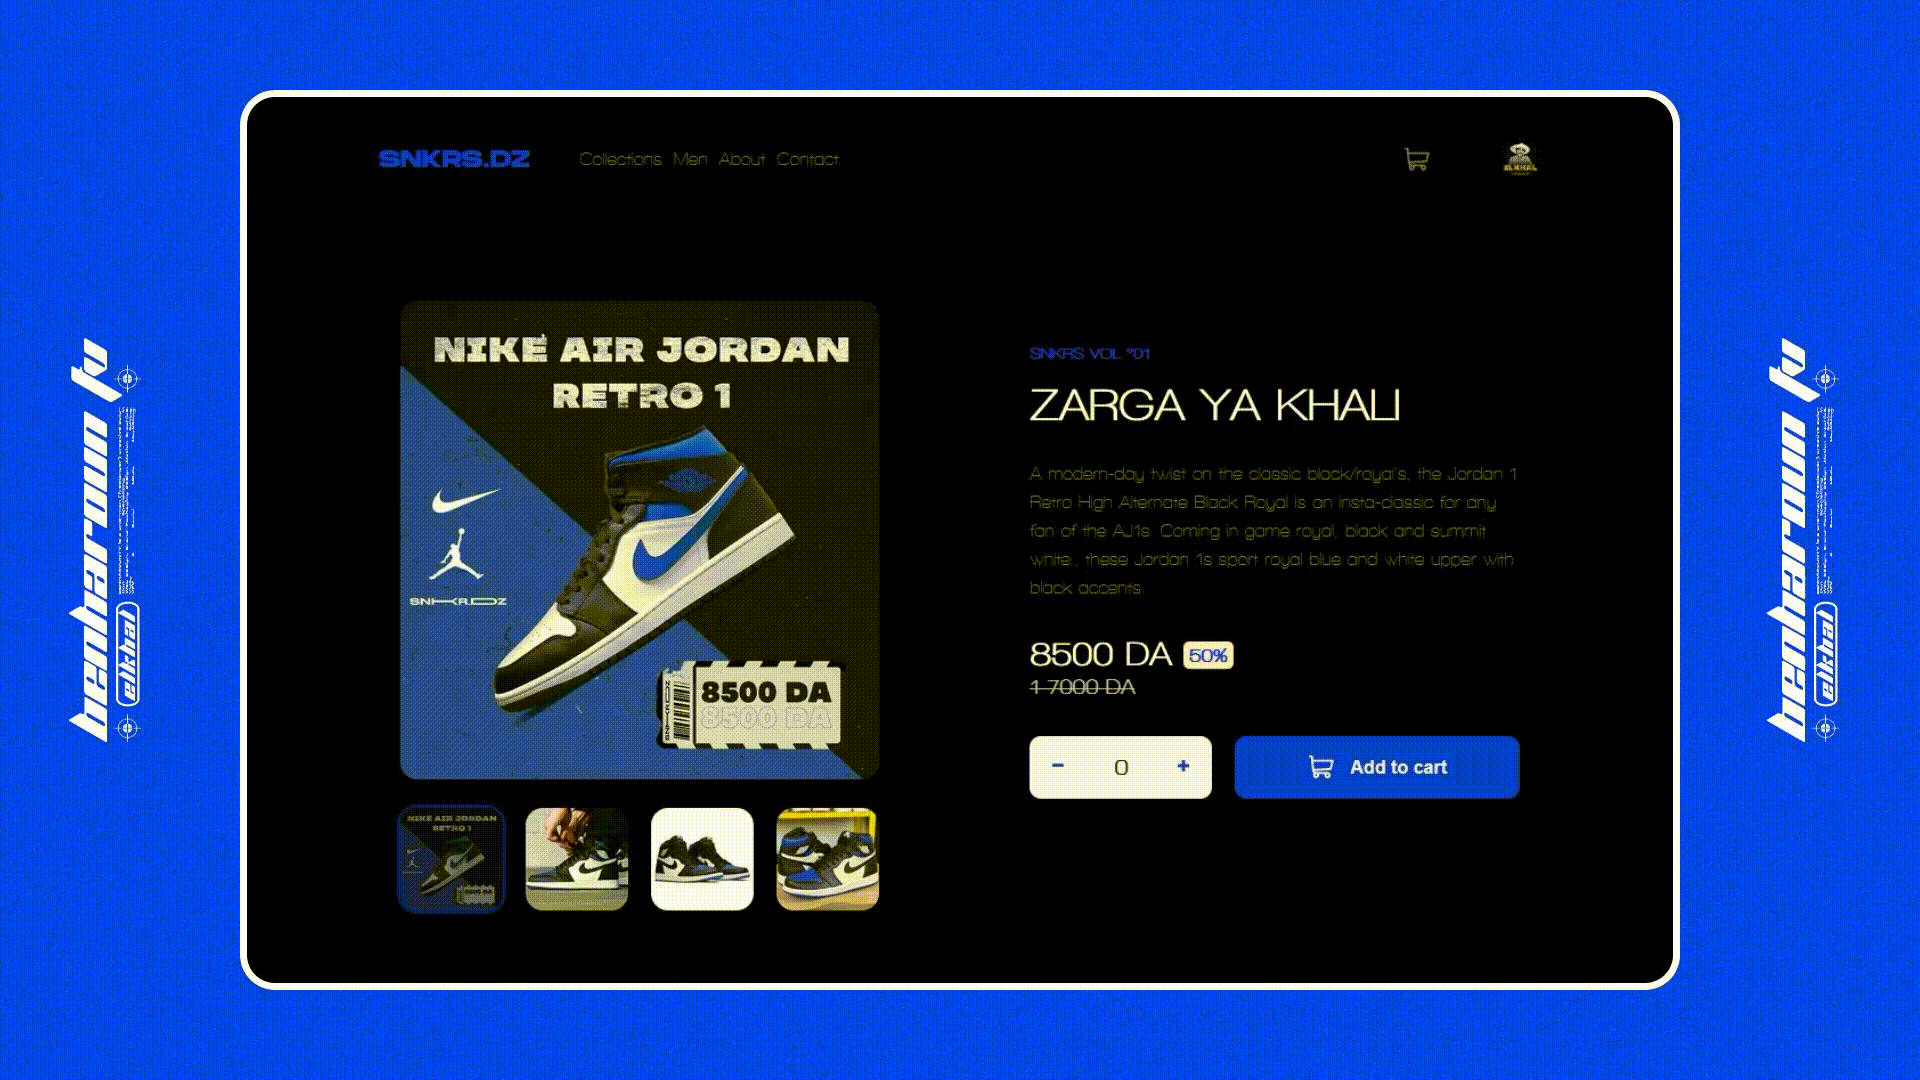 SNKRS.DZ
Collections Men About Contact
ELKHAL
NIKE AIR JORDAN
RETRO 1
SNKR.DZ
8500 DA
8500 DA
NIKE AIR JORDAN
RETRO 1
SNKRS VOL °01
ZARGA YA KHALI
A modern-day twist on the classic black/royal's, the Jordan 1
Retro High Alternate Black Royal is an insta-classic for any
fan of the AJ1s. Coming in game royal, black and summit
white:, these Jordan 1s sport royal blue and white upper with
black accents.
8500 DA 50%
1 7000 DA
- 0 +
Add to cart
benharoun tv
elkhal
benharoun tv
elkhal